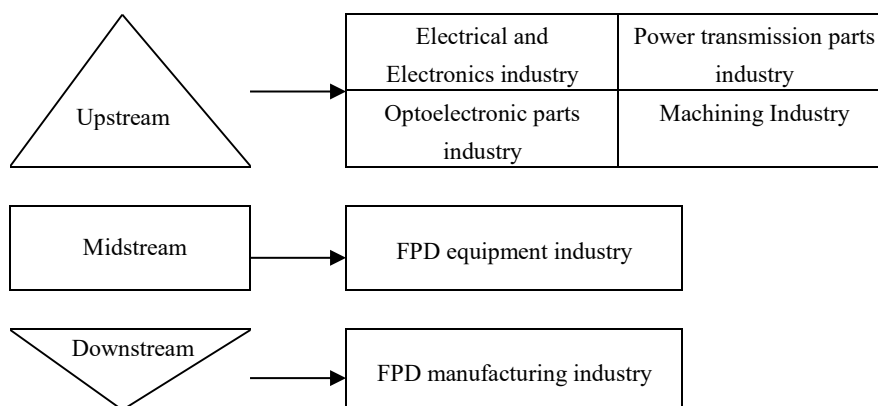 Upstream
Electrical and
Electronics industry
Power transmission parts
industry
Optoelectronic parts
industry
Machining Industry
Midstream
FPD equipment industry
Downstream
FPD manufacturing industry